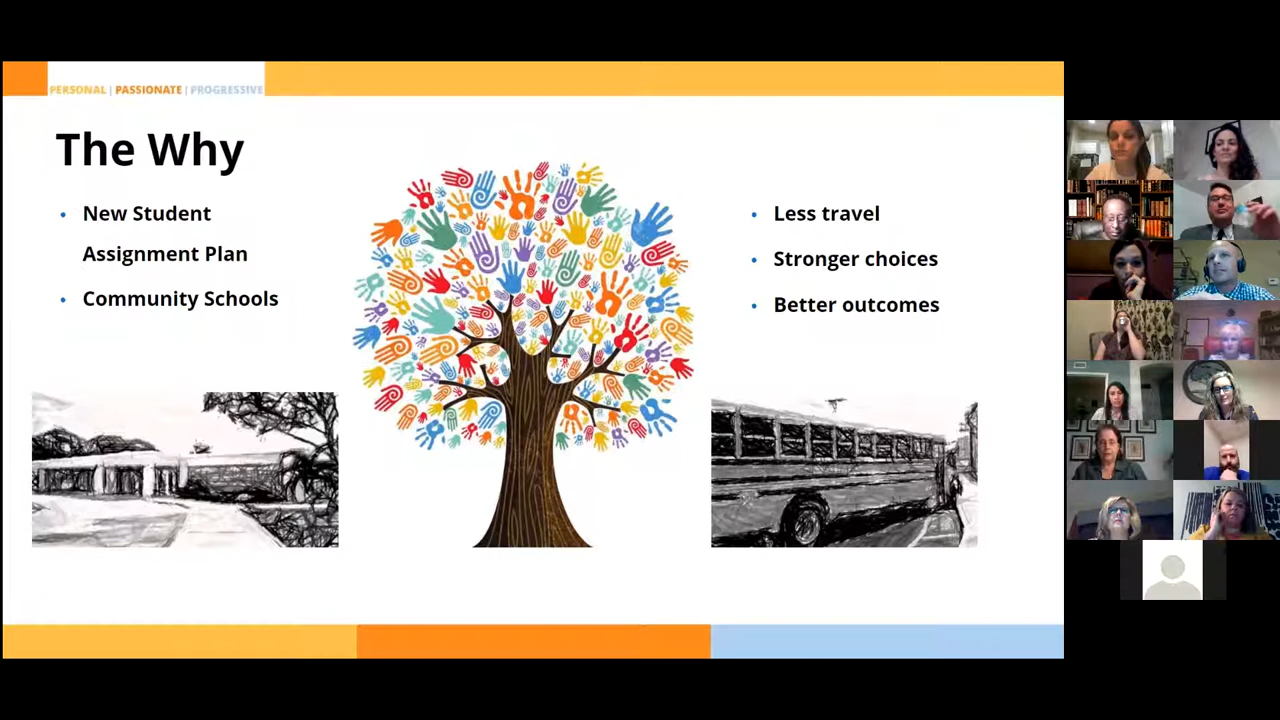 PERSONAL | PASSIONATE | PROGRESSIVE
The Why
• New Student
Assignment Plan
• Community Schools
• Less travel
• Stronger choices
• Better outcomes